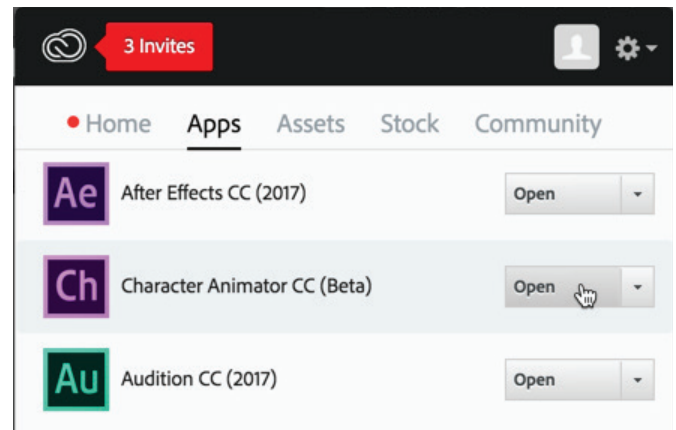 3 Invites
Home Apps Assets Stock Community
Ae After Effects CC (2017) Open
Ch Character Animator CC (Beta) Open
Au Audition CC (2017) Open